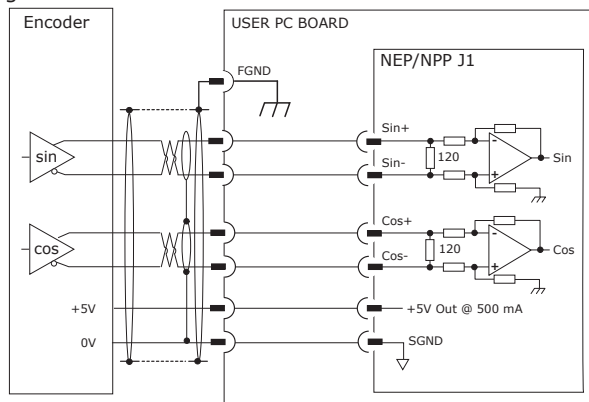 Encoder
USER PC BOARD
NEP/NPP J1
FGND
sin
Sin+
Sin-
120
-
+
Sin
cos
Cos+
Cos-
120
-
+
Cos
+5V
+5V Out @ 500 mA
0V
SGND